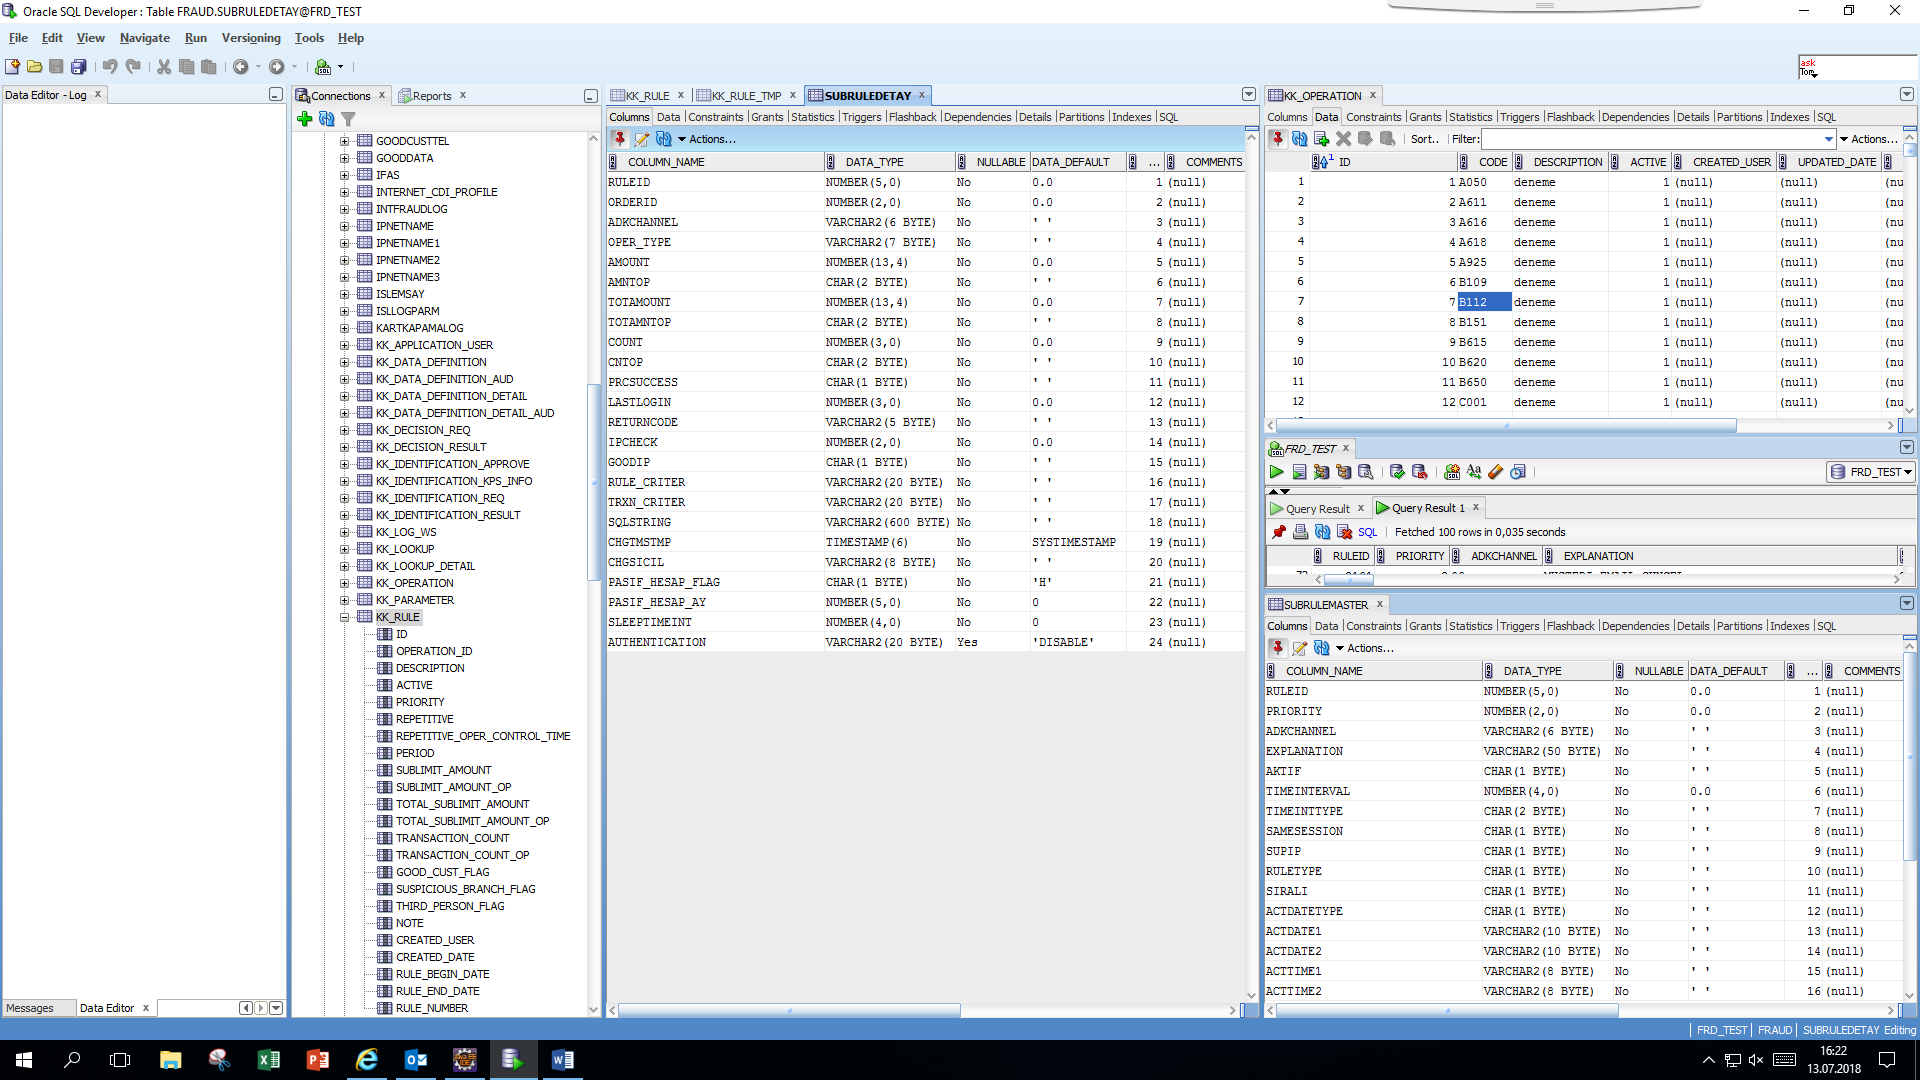 Oracle SQL Developer : Table FRAUD.SUBRULEDETAY@FRD_TEST
File Edit View Navigate Run Versioning Tools Help
ask
Tom
Data Editor - Log
Connections
Reports
GOODCUSTTEL
GOODDATA
IFAS
INTERNET_CDI_PROFILE
INTFRAUDLOG
IPNETNAME
IPNETNAME1
IPNETNAME2
IPNETNAME3
ISLEMSAY
ISLLOGPARM
KARTKAPAMALOG
KK_APPLICATION_USER
KK_DATA_DEFINITION
KK_DATA_DEFINITION_AUD
KK_DATA_DEFINITION_DETAIL
KK_DATA_DEFINITION_DETAIL_AUD
KK_DECISION_REQ
KK_DECISION_RESULT
KK_IDENTIFICATION_APPROVE
KK_IDENTIFICATION_KPS_INFO
KK_IDENTIFICATION_REQ
KK_IDENTIFICATION_RESULT
KK_LOG_WS
KK_LOOKUP
KK_LOOKUP_DETAIL
KK_OPERATION
KK_PARAMETER
KK_RULE
ID
OPERATION_ID
DESCRIPTION
ACTIVE
PRIORITY
REPETITIVE
REPETITIVE_OPER_CONTROL_TIME
PERIOD
SUBLIMIT_AMOUNT
SUBLIMIT_AMOUNT_OP
TOTAL_SUBLIMIT_AMOUNT
TOTAL_SUBLIMIT_AMOUNT_OP
TRANSACTION_COUNT
TRANSACTION_COUNT_OP
GOOD_CUST_FLAG
SUSPICIOUS_BRANCH_FLAG
THIRD_PERSON_FLAG
NOTE
CREATED_USER
CREATED_DATE
RULE_BEGIN_DATE
RULE_END_DATE
RULE_NUMBER
Messages Data Editor
KK_RULE KK_RULE_TMP SUBRULEDETAY
Columns Data Constraints Grants Statistics Triggers Flashback Dependencies Details Partitions Indexes SQL
Actions...
COLUMN_NAME DATA_TYPE NULLABLE DATA_DEFAULT ... COMMENTS
RULEID NUMBER(5,0) No 0.0 1 (null)
ORDERID NUMBER(2,0) No 0.0 2 (null)
ADKCHANNEL VARCHAR2(6 BYTE) No ' ' 3 (null)
OPER_TYPE VARCHAR2(7 BYTE) No ' ' 4 (null)
AMOUNT NUMBER(13,4) No 0.0 5 (null)
AMNTOP CHAR(2 BYTE) No ' ' 6 (null)
TOTAMOUNT NUMBER(13,4) No 0.0 7 (null)
TOTAMNTOP CHAR(2 BYTE) No ' ' 8 (null)
COUNT NUMBER(3,0) No 0.0 9 (null)
CNTOP CHAR(2 BYTE) No ' ' 10 (null)
PRCSUCCESS CHAR(1 BYTE) No ' ' 11 (null)
LASTLOGIN NUMBER(3,0) No 0.0 12 (null)
RETURNCODE VARCHAR2(5 BYTE) No ' ' 13 (null)
IPCHECK NUMBER(2,0) No 0.0 14 (null)
GOODIP CHAR(1 BYTE) No ' ' 15 (null)
RULE_CRITER VARCHAR2(20 BYTE) No ' ' 16 (null)
TRXN_CRITER VARCHAR2(20 BYTE) No ' ' 17 (null)
SQLSTRING VARCHAR2(600 BYTE) No ' ' 18 (null)
CHGTMSTMP TIMESTAMP(6) No SYSTIMESTAMP 19 (null)
CHGSICIL VARCHAR2(8 BYTE) No ' ' 20 (null)
PASIF_HESAP_FLAG CHAR(1 BYTE) No 'H' 21 (null)
PASIF_HESAP_AY NUMBER(5,0) No 0 22 (null)
SLEEPTIMEINT NUMBER(4,0) No 0 23 (null)
AUTHENTICATION VARCHAR2(20 BYTE) Yes 'DISABLE' 24 (null)
KK_OPERATION
Columns Data Constraints Grants Statistics Triggers Flashback Dependencies Details Partitions Indexes SQL
Sort.. Filter: Actions...
ID CODE DESCRIPTION ACTIVE CREATED_USER UPDATED_DATE
1 1 A050 deneme 1 (null) (null) (nu
2 2 A611 deneme 1 (null) (null) (nu
3 3 A616 deneme 1 (null) (null) (nu
4 4 A618 deneme 1 (null) (null) (nu
5 5 A925 deneme 1 (null) (null) (nu
6 6 B109 deneme 1 (null) (null) (nu
7 7 B112 deneme 1 (null) (null) (nu
8 8 B151 deneme 1 (null) (null) (nu
9 9 B615 deneme 1 (null) (null) (nu
10 10 B620 deneme 1 (null) (null) (nu
11 11 B650 deneme 1 (null) (null) (nu
12 12 C001 deneme 1 (null) (null) (nu
FRD_TEST
FRD_TEST
Query Result Query Result 1
SQL Fetched 100 rows in 0,035 seconds
RULEID PRIORITY ADKCHANNEL EXPLANATION
SUBRULEMASTER
Columns Data Constraints Grants Statistics Triggers Flashback Dependencies Details Partitions Indexes SQL
Actions...
COLUMN_NAME DATA_TYPE NULLABLE DATA_DEFAULT ... COMMENTS
RULEID NUMBER(5,0) No 0.0 1 (null)
PRIORITY NUMBER(2,0) No 0.0 2 (null)
ADKCHANNEL VARCHAR2(6 BYTE) No ' ' 3 (null)
EXPLANATION VARCHAR2(50 BYTE) No ' ' 4 (null)
AKTIF CHAR(1 BYTE) No ' ' 5 (null)
TIMEINTERVAL NUMBER(4,0) No 0.0 6 (null)
TIMEINTTYPE CHAR(2 BYTE) No ' ' 7 (null)
SAMESESSION CHAR(1 BYTE) No ' ' 8 (null)
SUPIP CHAR(1 BYTE) No ' ' 9 (null)
RULETYPE CHAR(1 BYTE) No ' ' 10 (null)
SIRALI CHAR(1 BYTE) No ' ' 11 (null)
ACTDATETYPE CHAR(1 BYTE) No ' ' 12 (null)
ACTDATE1 VARCHAR2(10 BYTE) No ' ' 13 (null)
ACTDATE2 VARCHAR2(10 BYTE) No ' ' 14 (null)
ACTTIME1 VARCHAR2(8 BYTE) No ' ' 15 (null)
ACTTIME2 VARCHAR2(8 BYTE) No ' ' 16 (null)
FRD_TEST FRAUD SUBRULEDETAY Editing
16:22
13.07.2018